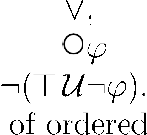 ∨,
○φ
¬(⊤ 𝒰¬φ).
of ordered